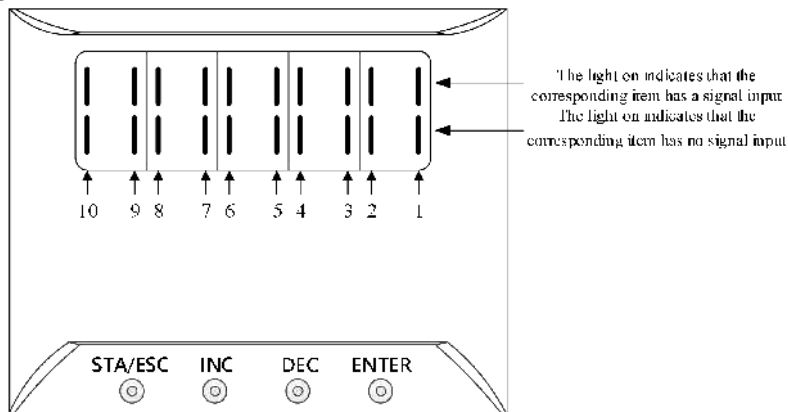 The light on indicates that the
corresponding item has a signal input
The light on indicates that the
corresponding item has no signal input
10 9 8 7 6 5 4 3 2 1
STA/ESC INC DEC ENTER